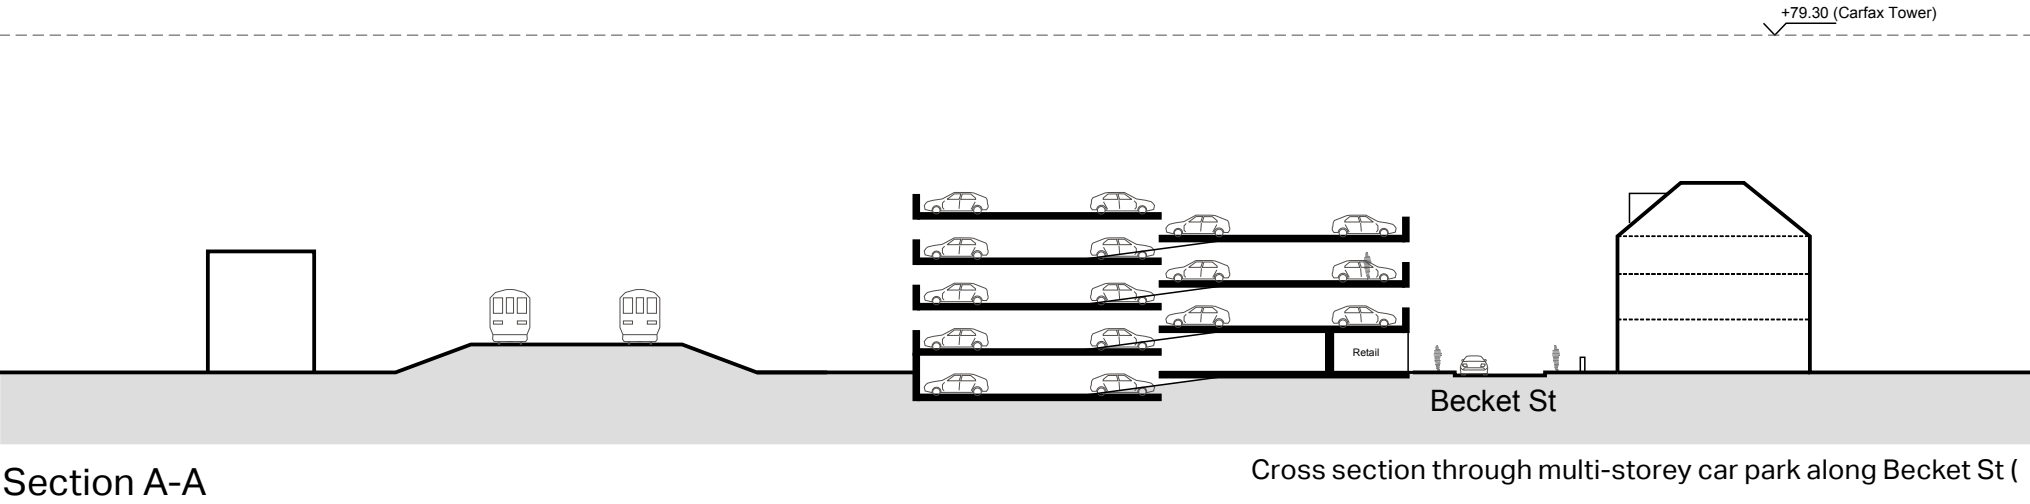 +79.30 (Carfax Tower)
Retail
Becket St
Section A-A
Cross section through multi-storey car park along Becket St (